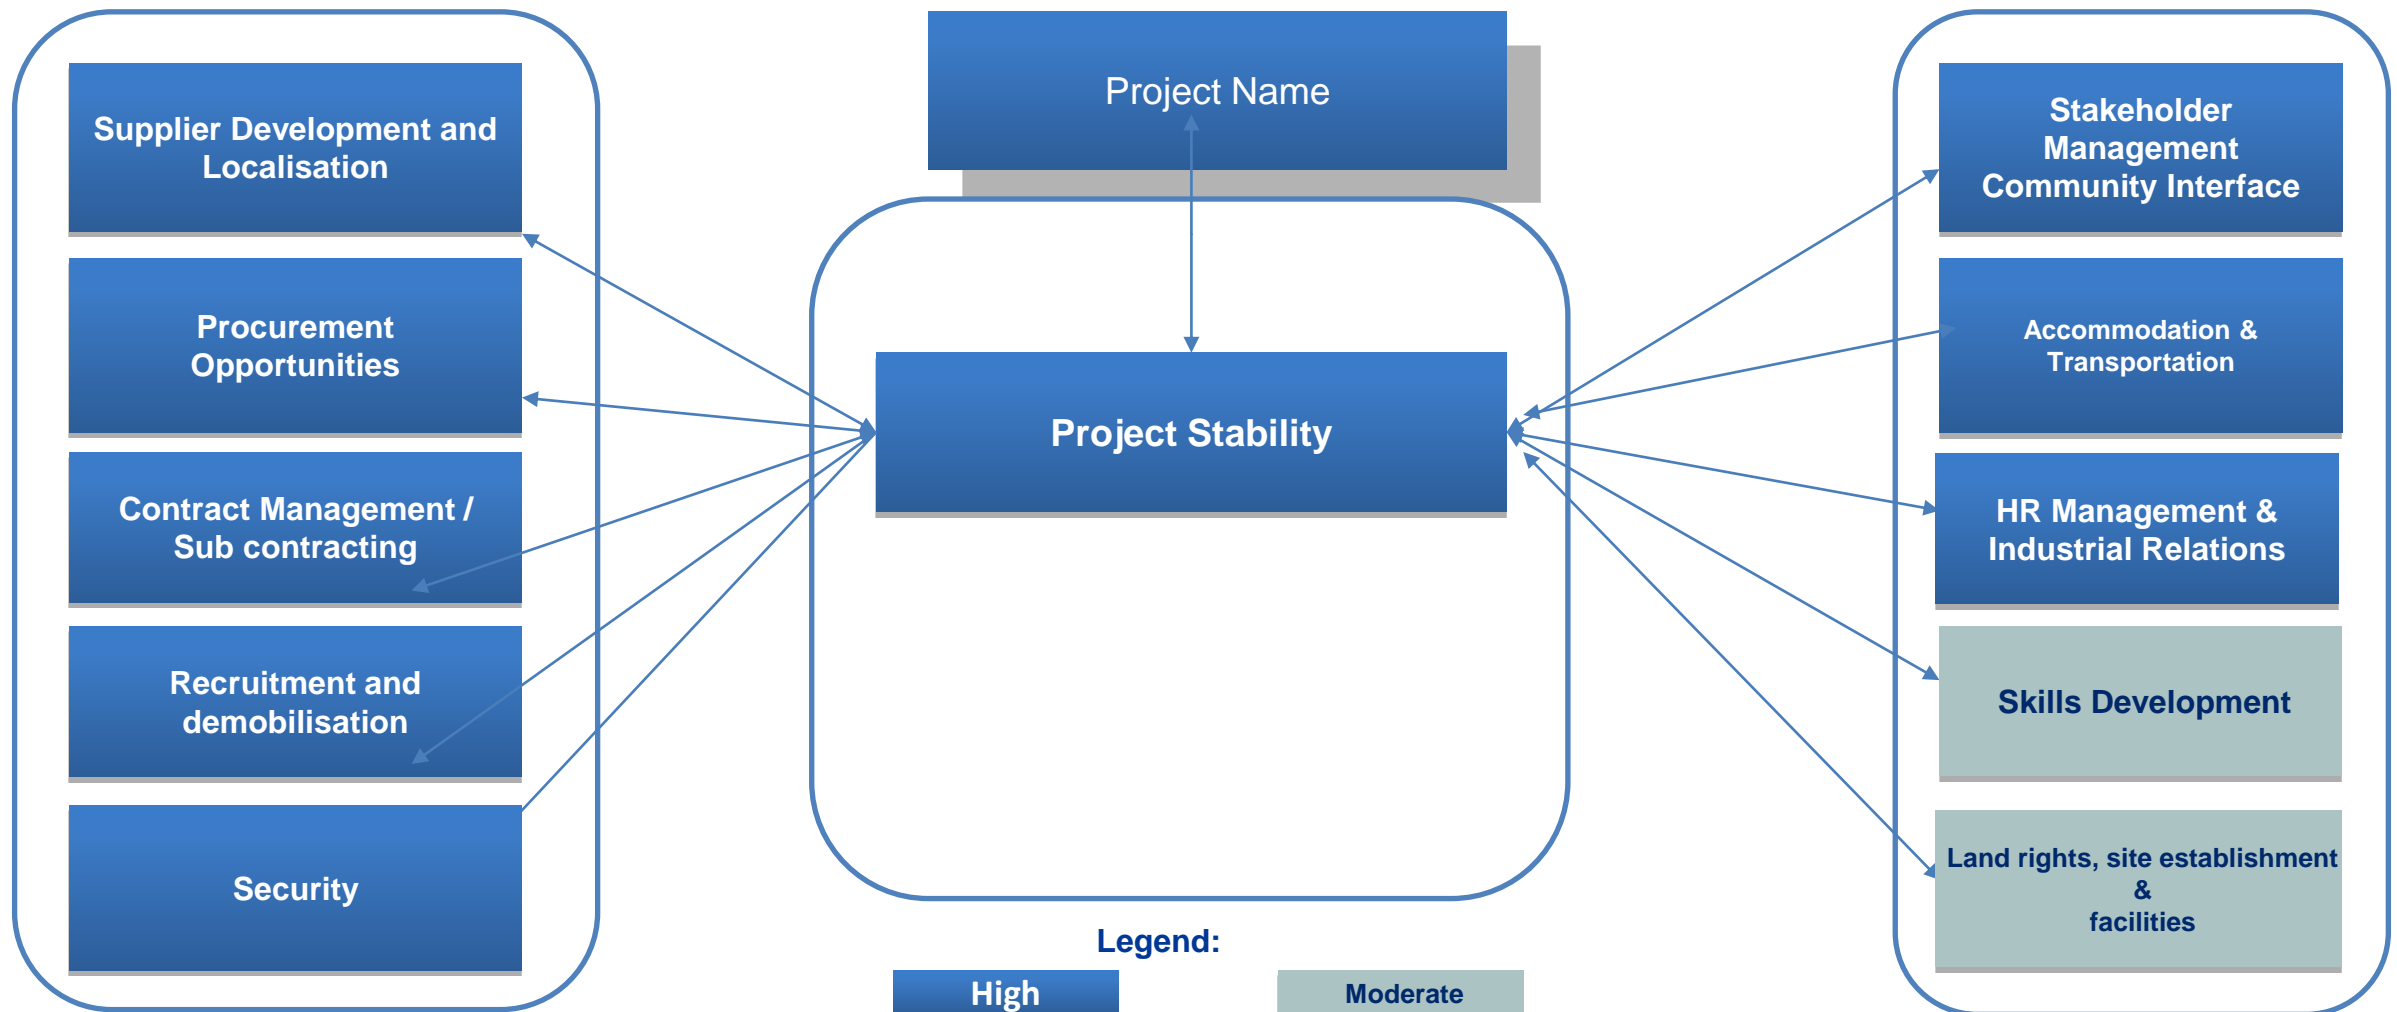 Supplier Development and
Localisation
Procurement
Opportunities
Contract Management /
Sub contracting
Recruitment and
demobilisation
Security
Project Name
Project Stability
Stakeholder
Management
Community Interface
Accommodation &
Transportation
HR Management &
Industrial Relations
Skills Development
Land rights, site establishment
&
facilities
Legend:
High
Moderate